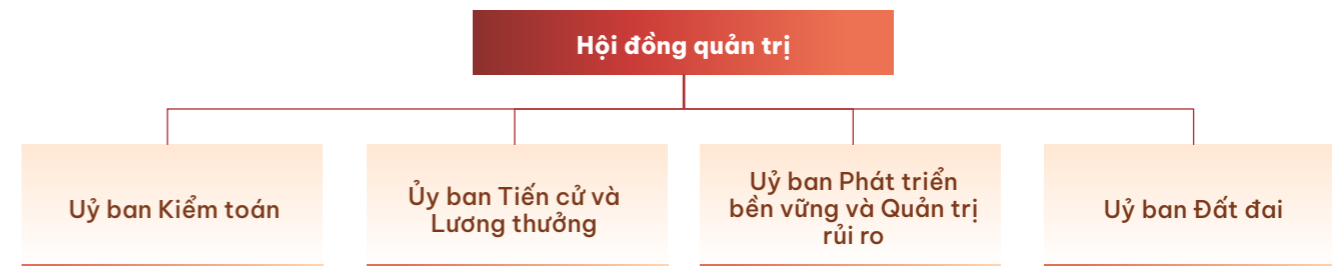 Hội đồng quản trị
Uỷ ban Kiểm toán
Ủy ban Tiến cử và
Lương thưởng
Uỷ ban Phát triển
bền vững và Quản trị
rủi ro
Uỷ ban Đất đai